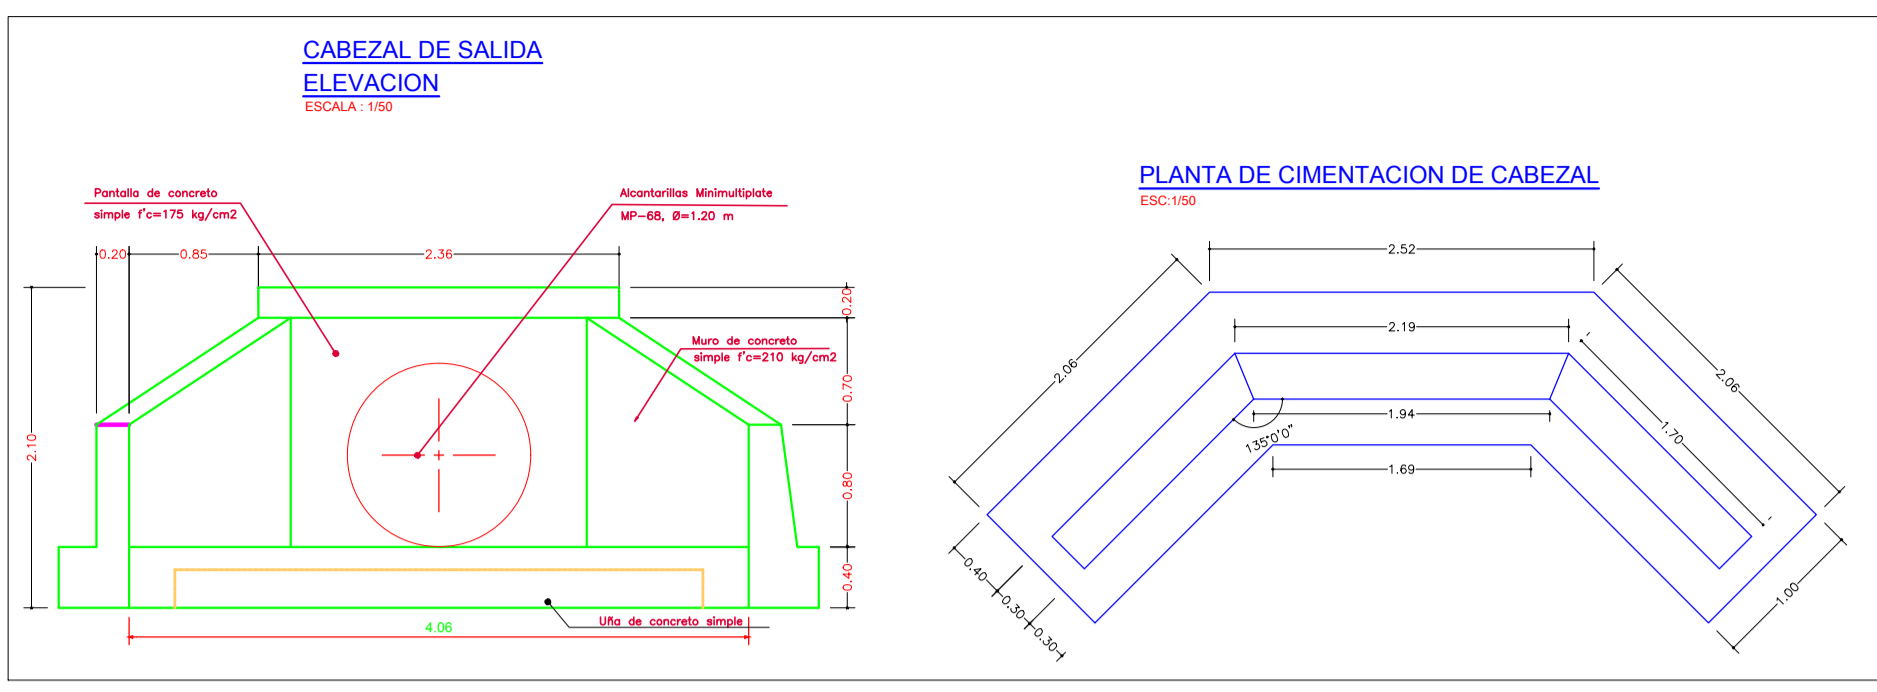 CABEZAL DE SALIDA
ELEVACION
ESCALA : 1/50
Pantalla de concreto
simple f'c=175 kg/cm2
Alcantarillas Minimultiplate
MP-68, Ø=1.20 m
0.20
0.85
2.36
0.20
Muro de concreto
simple f'c=210 kg/cm2
0.70
2.10
0.80
0.40
Uña de concreto simple
4.06
PLANTA DE CIMENTACION DE CABEZAL
ESC:1/50
2.52
2.19
2.06
2.06
1.94
135°0'0"
1.70
1.69
0.40
0.30
0.30
1.00